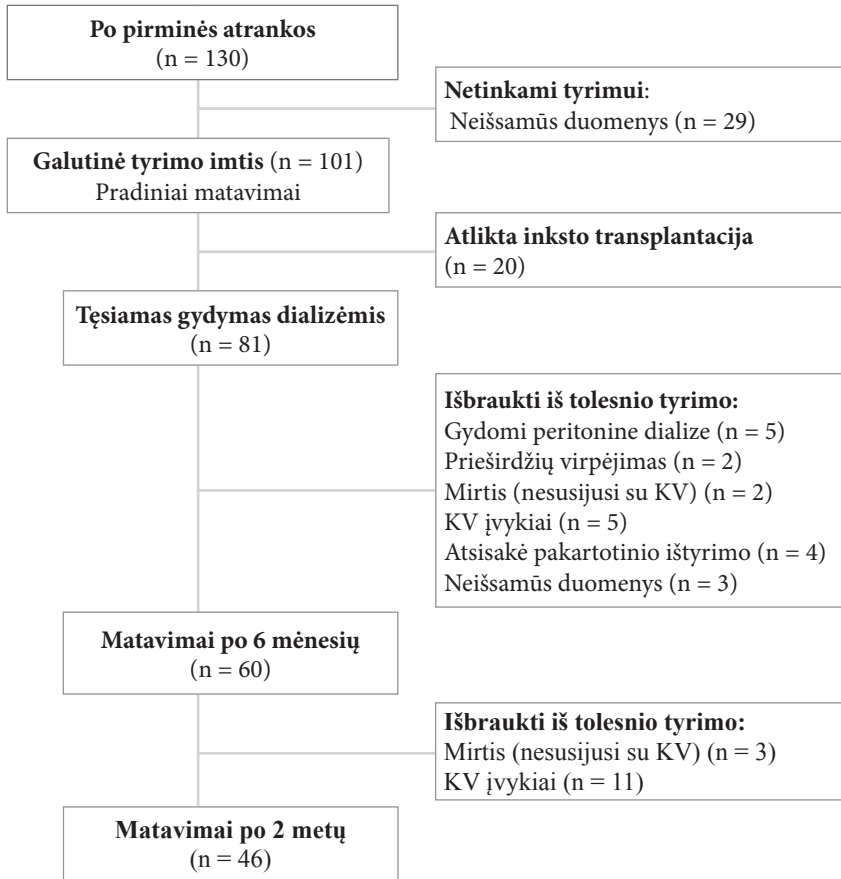 Po pirminės atrankos
(n = 130)
Netinkami tyrimui:
Neišsamūs duomenys (n = 29)
Galutinė tyrimo imtis (n = 101)
Pradiniai matavimai
Atlikta inksto transplantacija
(n = 20)
Tęsiamas gydymas dializėmis
(n = 81)
Išbraukti iš tolesnio tyrimo:
Gydomi peritonine dialize (n = 5)
Prieširdžių virpėjimas (n = 2)
Mirtis (nesusijusi su KV) (n = 2)
KV įvykiai (n = 5)
Atsisakė pakartotinio ištyrimo (n = 4)
Neišsamūs duomenys (n = 3)
Matavimai po 6 mėnesių
(n = 60)
Išbraukti iš tolesnio tyrimo:
Mirtis (nesusijusi su KV) (n = 3)
KV įvykiai (n = 11)
Matavimai po 2 metų
(n = 46)